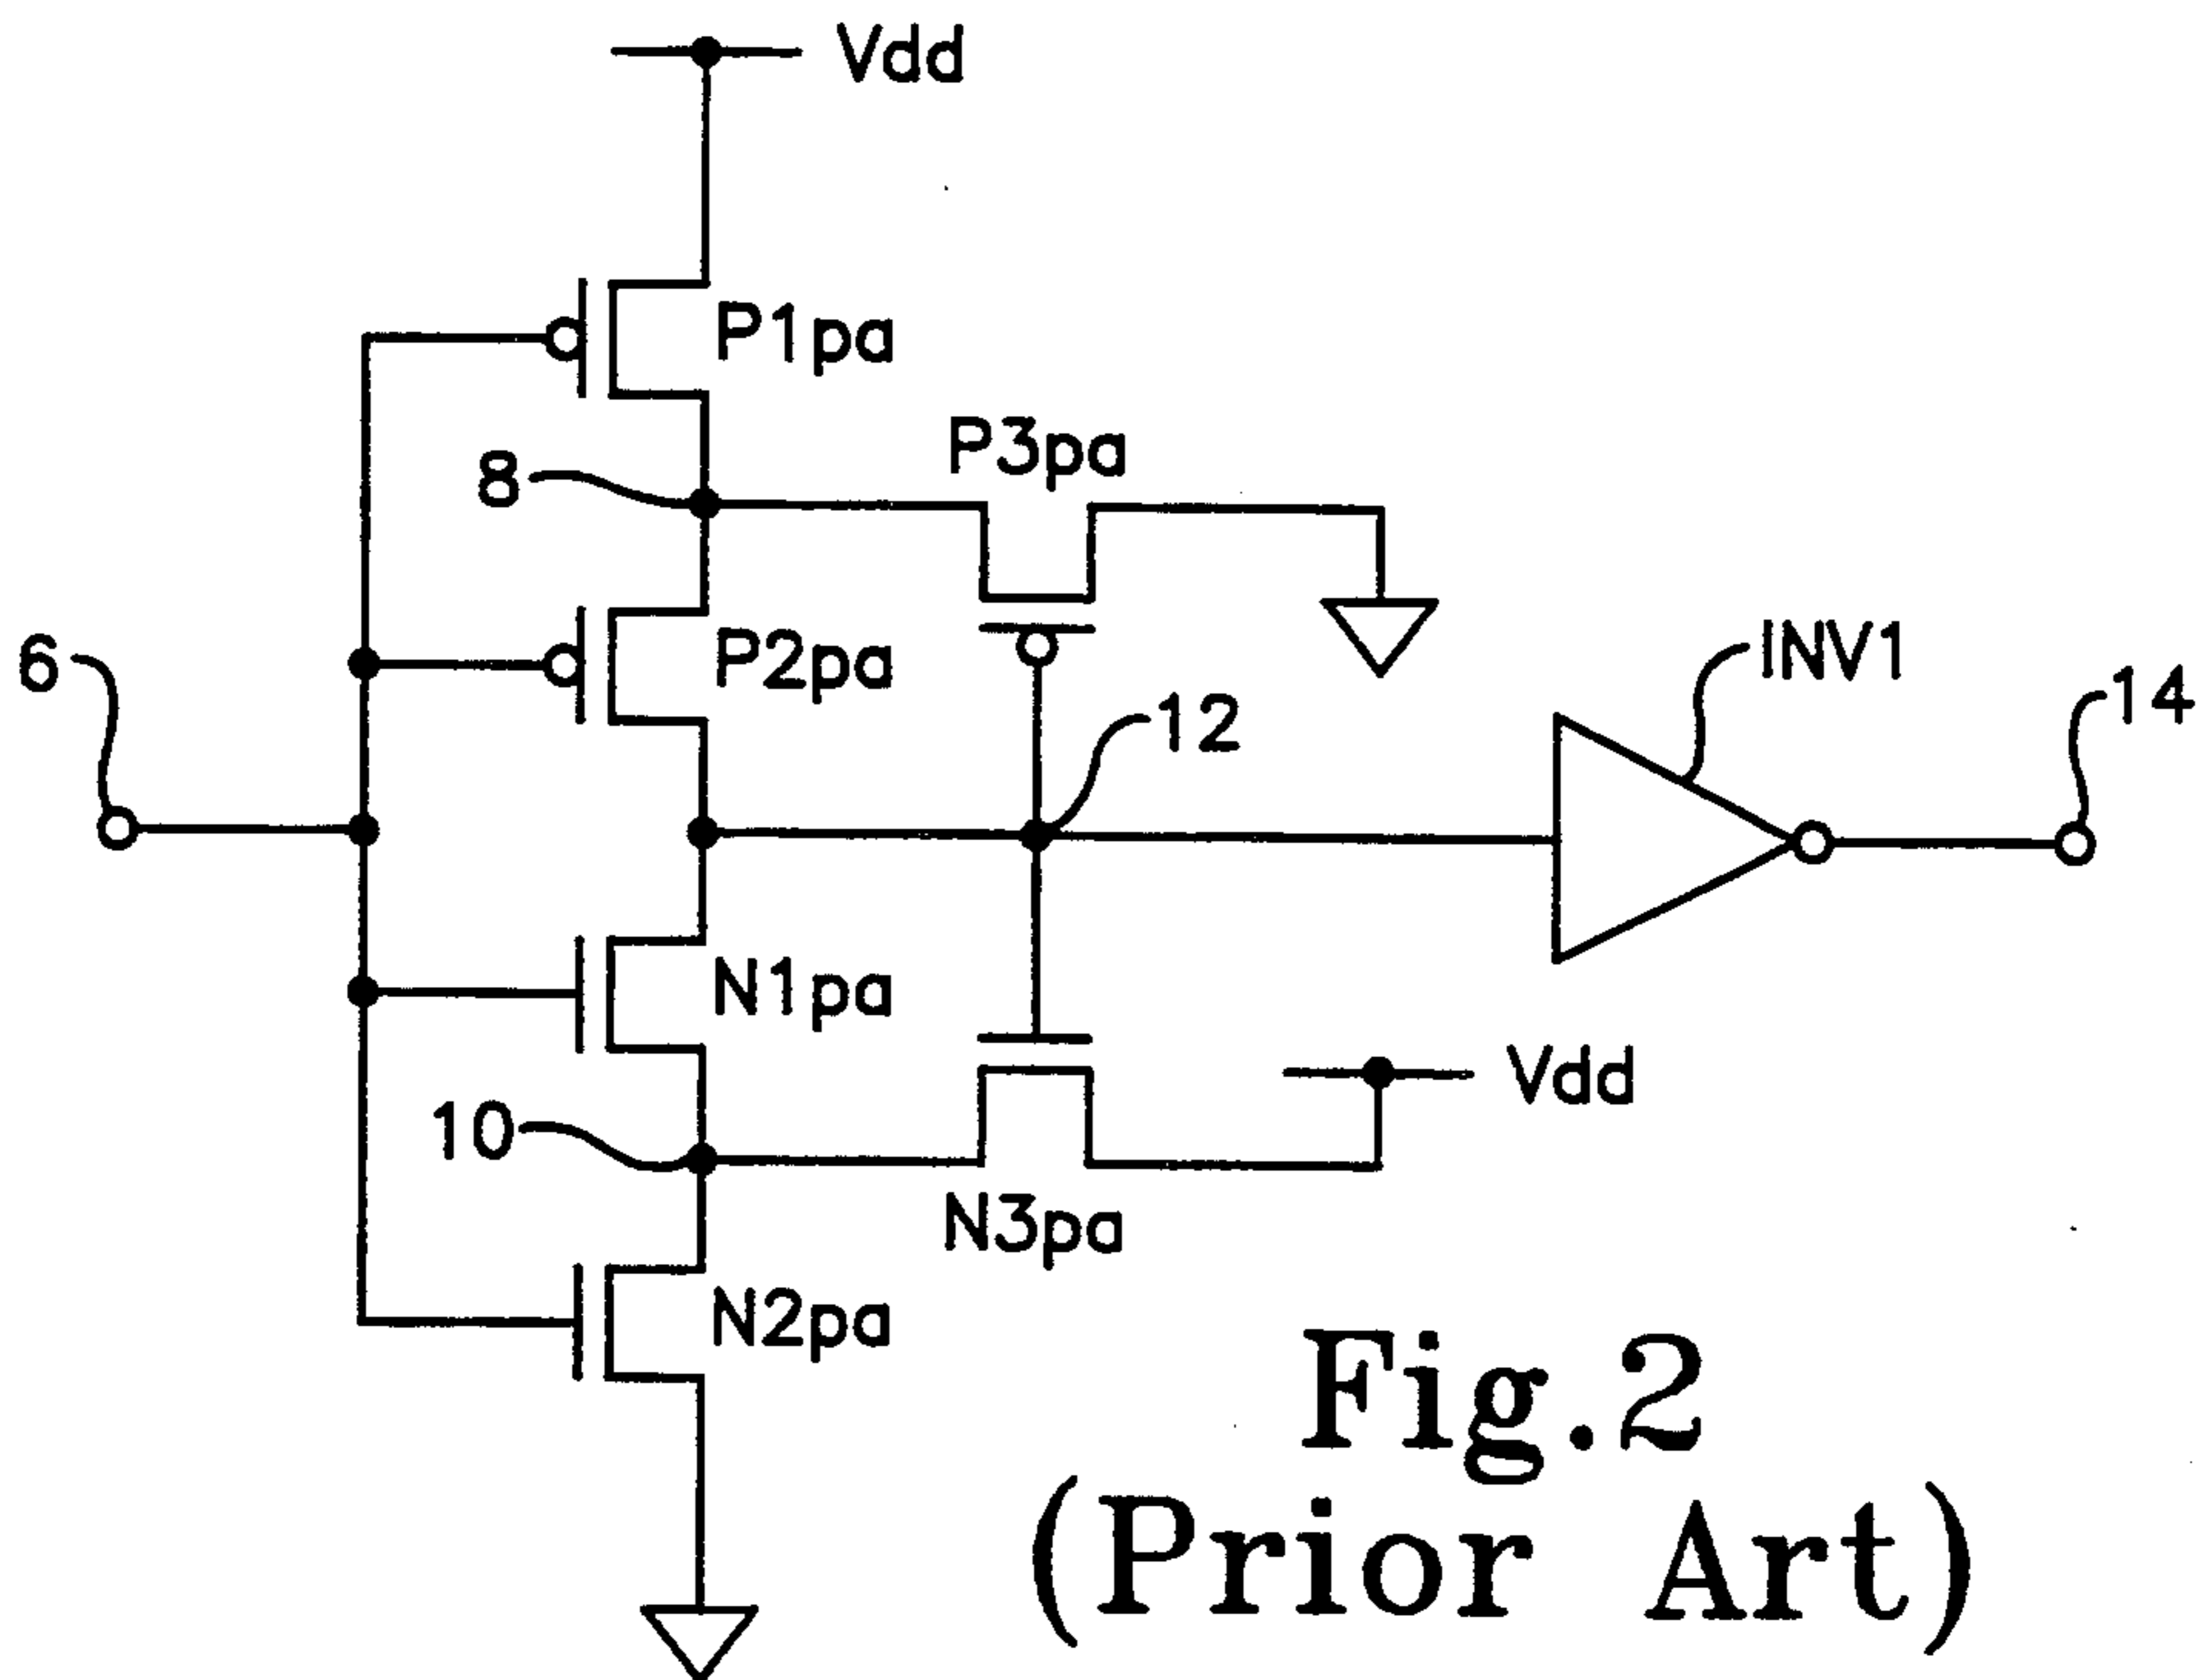 Vdd
P1pa
P3pa
8
P2pa
INV1
6
14
12
N1pa
Vdd
10
N3pa
N2pa
Fig.2
(Prior Art)